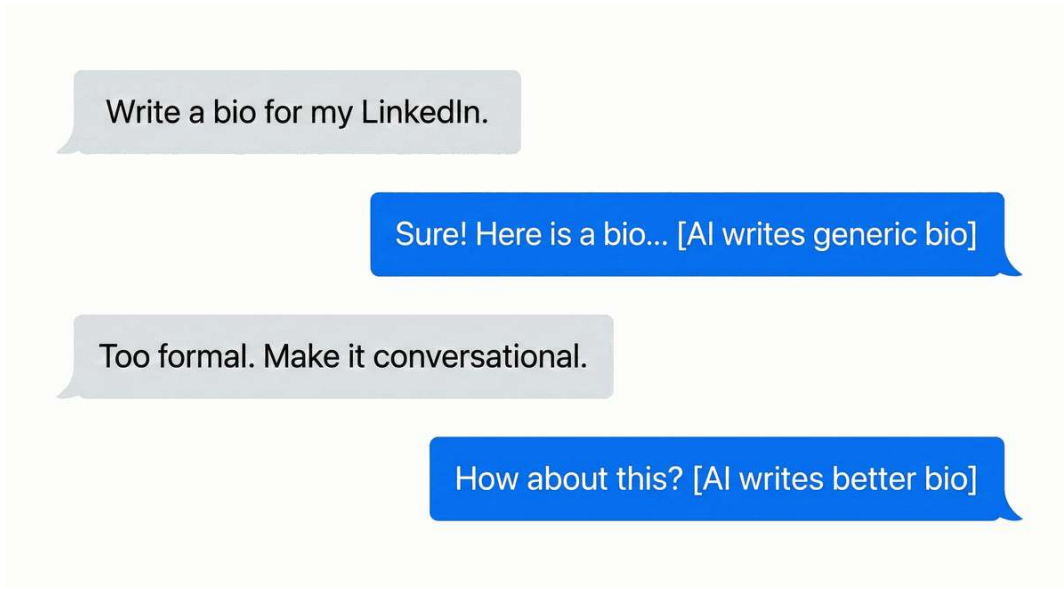 Write a bio for my LinkedIn.
Sure! Here is a bio... [AI writes generic bio]
Too formal. Make it conversational.
How about this? [AI writes better bio]